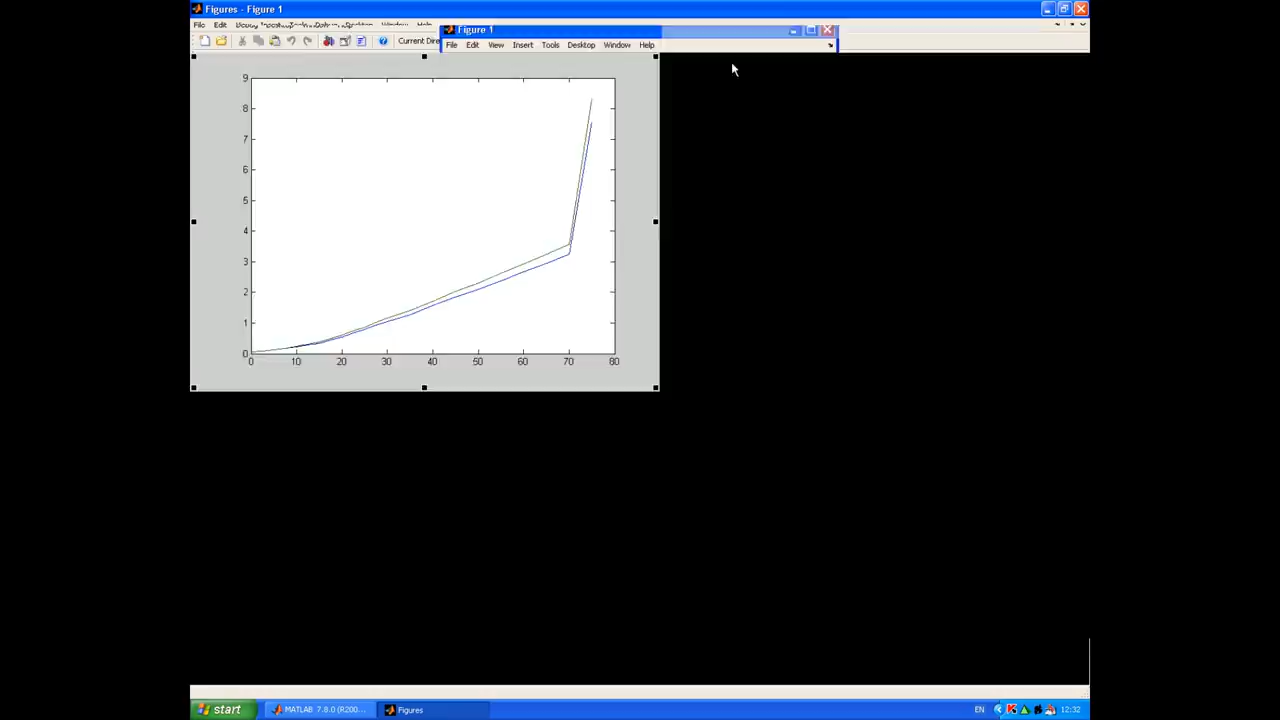 Figures - Figure 1
File Edit Window Help
Current Dire
Figure 1
File Edit View Insert Tools Desktop Window Help
9
8
7
6
5
4
3
2
1
0
0 10 20 30 40 50 60 70 80
start MATLAB 7.8.0 (R200... Figures EN 12:32